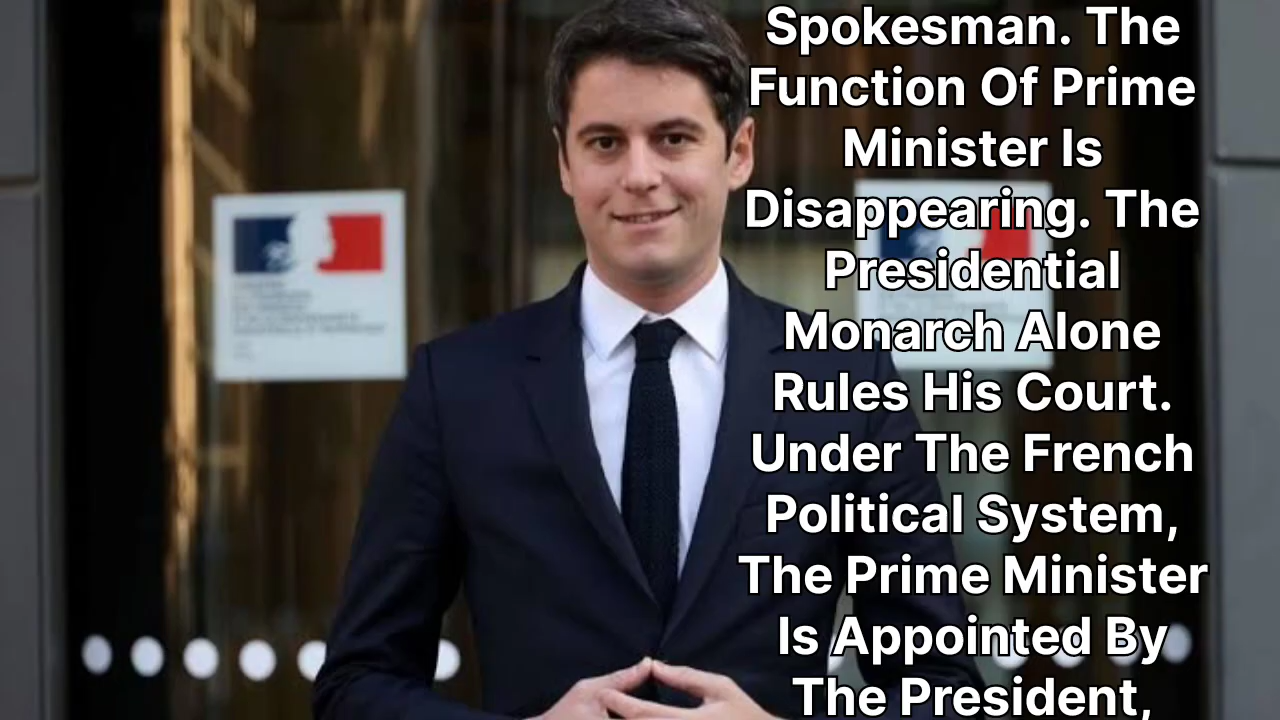 Spokesman. The
Function Of Prime
Minister Is
Disappearing. The
Presidential
Monarch Alone
Rules His Court.
Under The French
Political System,
The Prime Minister
Is Appointed By
The President,